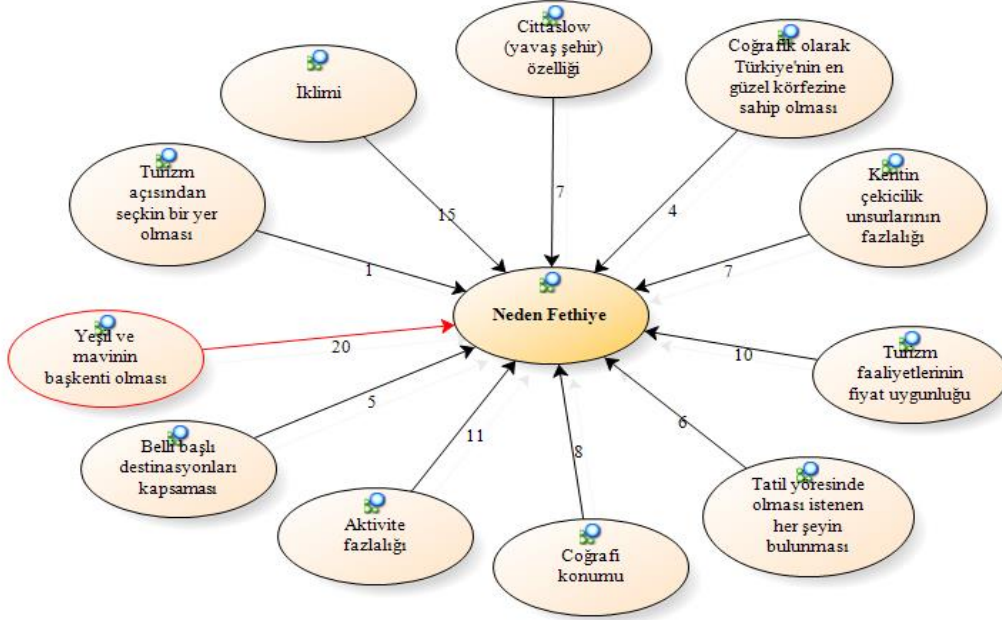 Cittaslow
(yavaş şehir)
özelliği
Coğrafik olarak
Türkiye'nin en
güzel körfezine
sahip olması
İklimi
Kentin
çekicilik
unsurlarının
fazlalığı
Turizm
açısından
seçkin bir yer
olması
7
15
4
1
7
Neden Fethiye
Yeşil ve
mavinin
başkenti olması
20
10
Turizm
faaliyetlerinin
fiyat uygunluğu
5
11
8
6
Belli başlı
destinasyonları
kapsaması
Aktivite
fazlalığı
Coğrafi
konumu
Tatil yöresinde
olması istenen
her şeyin
bulunması